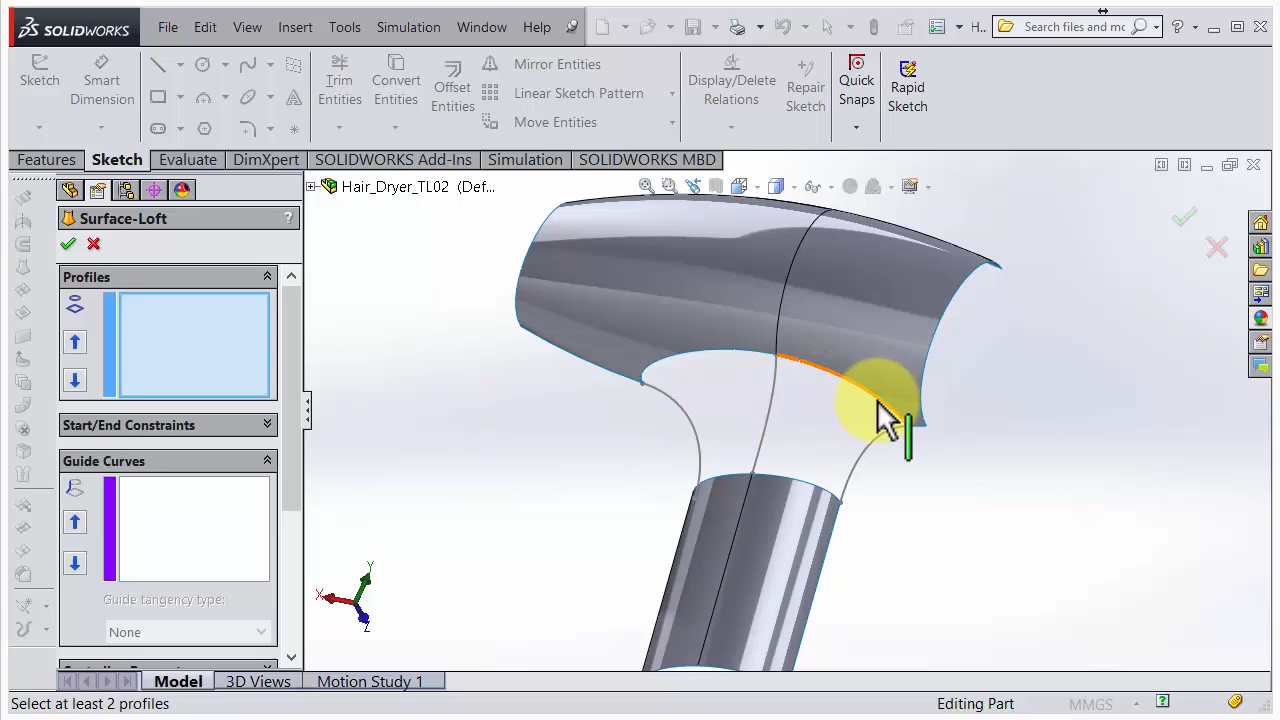 SOLIDWORKS File Edit View Insert Tools Simulation Window Help H... Search files and mc ?
Sketch Smart Dimension Trim Entities Convert Entities Offset Entities Mirror Entities Linear Sketch Pattern Move Entities Display/Delete Relations Repair Sketch Quick Snaps Rapid Sketch
Features Sketch Evaluate DimXpert SOLIDWORKS Add-Ins Simulation SOLIDWORKS MBD
Hair_Dryer_TL02 (Def...
Surface-Loft ?
Profiles
Start/End Constraints
Guide Curves
Guide tangency type:
None
Y
X
Z
Model 3D Views Motion Study 1
Select at least 2 profiles Editing Part MMGS ?